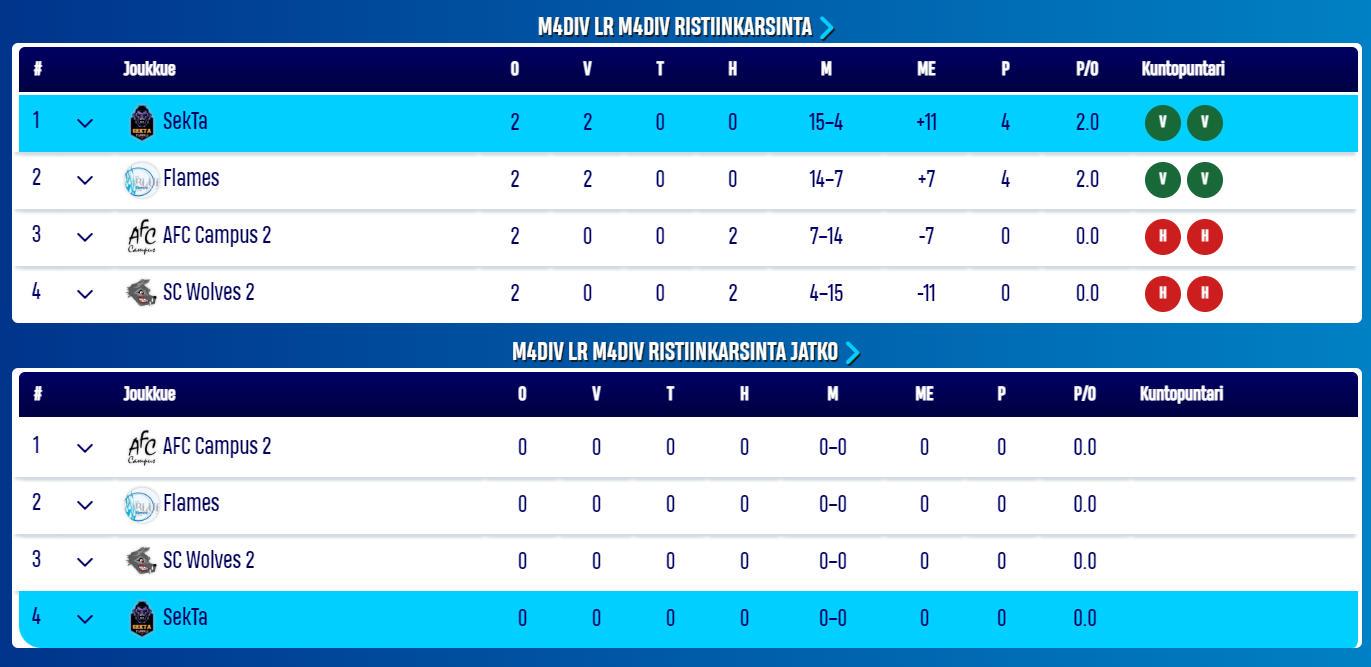 M4DIV LR M4DIV RISTIINKARSINTA
# Joukkue O V T H M ME P P/O Kuntopuntari
1 SEKTA SekTa 2 2 0 0 15–4 +11 4 2.0 V V
2 Flames 2 2 0 0 14–7 +7 4 2.0 V V
3 AFC Campus AFC Campus 2 2 0 0 2 7–14 -7 0 0.0 H H
4 SC Wolves 2 2 0 0 2 4–15 -11 0 0.0 H H
M4DIV LR M4DIV RISTIINKARSINTA JATKO
# Joukkue O V T H M ME P P/O Kuntopuntari
1 AFC Campus AFC Campus 2 0 0 0 0 0–0 0 0 0.0
2 Flames 0 0 0 0 0–0 0 0 0.0
3 SC Wolves 2 0 0 0 0 0–0 0 0 0.0
4 SEKTA SekTa 0 0 0 0 0–0 0 0 0.0